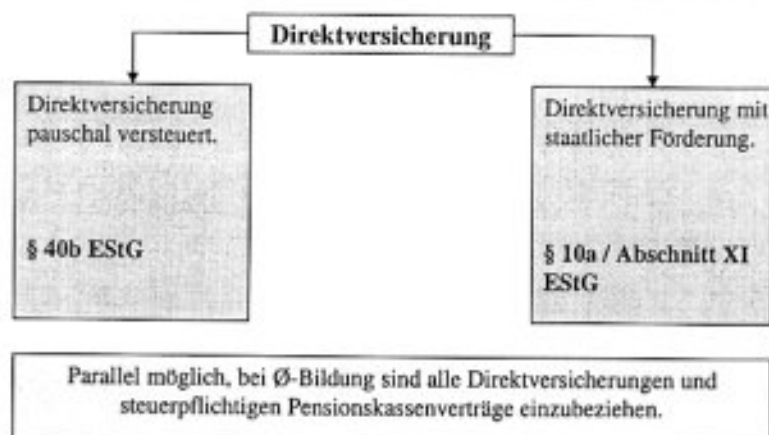 Direktversicherung
Direktversicherung
pauschal versteuert.
§ 40b EStG
Direktversicherung mit
staatlicher Förderung.
§ 10a / Abschnitt XI
EStG
Parallel möglich, bei Ø-Bildung sind alle Direktversicherungen und
steuerpflichtigen Pensionskassenverträge einzubeziehen.